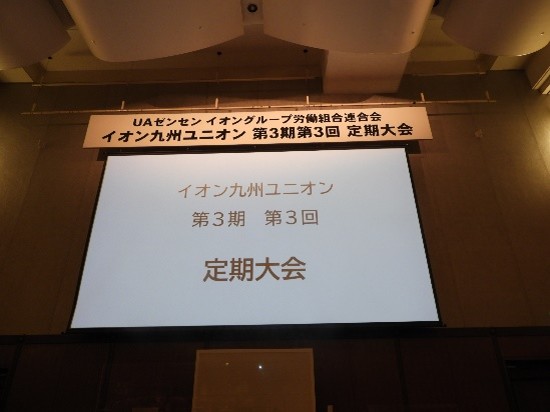 UAゼンセン イオングループ労働組合連合会
イオン九州ユニオン 第3期第3回 定期大会
イオン九州ユニオン
第3期 第3回
定期大会